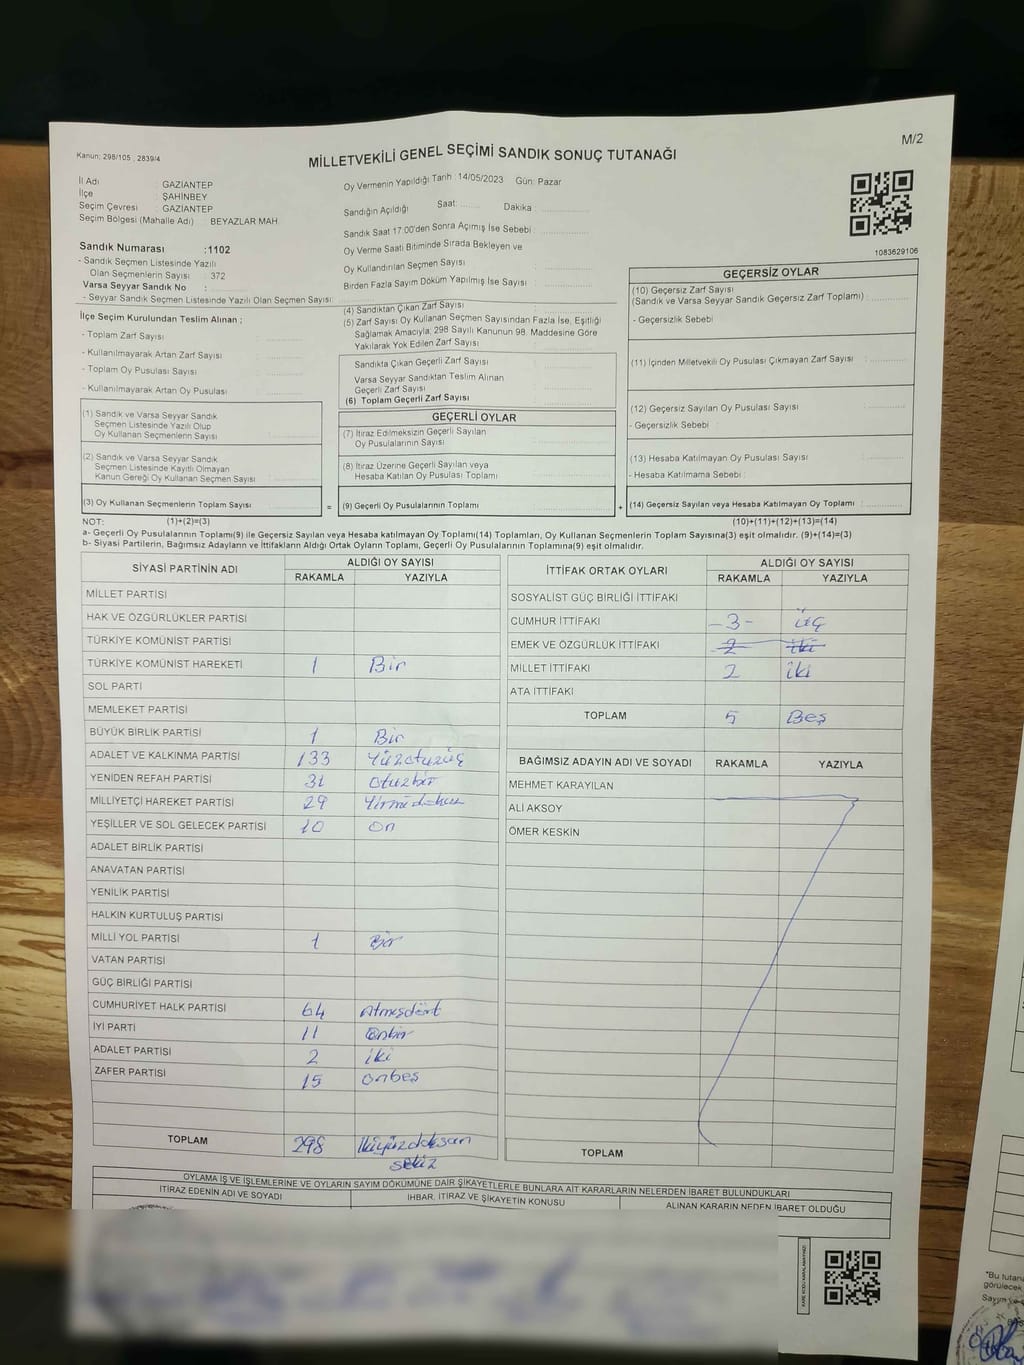 M/2
Kanun; 298/105 , 2839/4
MİLLETVEKİLİ GENEL SEÇİMİ SANDIK SONUÇ TUTANAĞI
İl Adı : GAZİANTEP
İlçe : ŞAHİNBEY
Seçim Çevresi : GAZİANTEP
Seçim Bölgesi (Mahalle Adı) : BEYAZLAR MAH.
Sandık Numarası :1102
- Sandık Seçmen Listesinde Yazılı
Olan Seçmenlerin Sayısı : 372
Varsa Seyyar Sandık No :
- Seyyar Sandık Seçmen Listesinde Yazılı Olan Seçmen Sayısı:
Oy Vermenin Yapıldığı Tarih :14/05/2023 Gün: Pazar
Sandığın Açıldığı Saat: Dakika :
Sandık Saat 17:00'den Sonra Açımış İse Sebebi :
Oy Verme Saati Bitiminde Sırada Bekleyen ve
Oy Kullandırılan Seçmen Sayısı :
Birden Fazla Sayım Döküm Yapılmış İse Sayısı :
1083629106
İlçe Seçim Kurulundan Teslim Alınan ;
- Toplam Zarf Sayısı :
- Kullanılmayarak Artan Zarf Sayısı :
- Toplam Oy Pusulası Sayısı :
- Kullanılmayarak Artan Oy Pusulası :
(1) Sandık ve Varsa Seyyar Sandık
Seçmen Listesinde Yazılı Olup
Oy Kullanan Seçmenlerin Sayısı :
(2) Sandık ve Varsa Seyyar Sandık
Seçmen Listesinde Kayıtlı Olmayan
Kanun Gereği Oy Kullanan Seçmen Sayısı :
(3) Oy Kullanan Seçmenlerin Toplam Sayısı :
(4) Sandıktan Çıkan Zarf Sayısı :
(5) Zarf Sayısı Oy Kullanan Seçmen Sayısından Fazla İse, Eşitliği
Sağlamak Amacıyla; 298 Sayılı Kanunun 98. Maddesine Göre
Yakılarak Yok Edilen Zarf Sayısı :
Sandıkta Çıkan Geçerli Zarf Sayısı :
Varsa Seyyar Sandıktan Teslim Alınan
Geçerli Zarf Sayısı :
(6) Toplam Geçerli Zarf Sayısı :
GEÇERLİ OYLAR
(7) İtiraz Edilmeksizin Geçerli Sayılan
Oy Pusulalarının Sayısı :
(8) İtiraz Üzerine Geçerli Sayılan veya
Hesaba Katılan Oy Pusulası Toplamı :
= (9) Geçerli Oy Pusulalarının Toplamı :
GEÇERSİZ OYLAR
(10) Geçersiz Zarf Sayısı
(Sandık ve Varsa Seyyar Sandık Geçersiz Zarf Toplamı) :
- Geçersizlik Sebebi :
(11) İçinden Milletvekili Oy Pusulası Çıkmayan Zarf Sayısı :
(12) Geçersiz Sayılan Oy Pusulası Sayısı :
- Geçersizlik Sebebi :
(13) Hesaba Katılmayan Oy Pusulası Sayısı :
- Hesaba Katılmama Sebebi :
+ (14) Geçersiz Sayılan veya Hesaba Katılmayan Oy Toplamı :
NOT: (1)+(2)=(3) (10)+(11)+(12)+(13)=(14)
a- Geçerli Oy Pusulalarının Toplamı(9) ile Geçersiz Sayılan veya Hesaba katılmayan Oy Toplamı(14) Toplamları, Oy Kullanan Seçmenlerin Toplam Sayısına(3) eşit olmalıdır. (9)+(14)=(3)
b- Siyasi Partilerin, Bağımsız Adayların ve İttifakların Aldığı Ortak Oyların Toplamı, Geçerli Oy Pusulalarının Toplamına(9) eşit olmalıdır.
SİYASİ PARTİNİN ADI ALDIĞI OY SAYISI
RAKAMLA YAZIYLA
MİLLET PARTİSİ
HAK VE ÖZGÜRLÜKLER PARTİSİ
TÜRKİYE KOMÜNİST PARTİSİ
TÜRKİYE KOMÜNİST HAREKETİ 1 Bir
SOL PARTİ
MEMLEKET PARTİSİ
BÜYÜK BİRLİK PARTİSİ 1 Bir
ADALET VE KALKINMA PARTİSİ 133 Yüzotuzüç
YENİDEN REFAH PARTİSİ 31 otuzbir
MİLLİYETÇİ HAREKET PARTİSİ 29 Yirmidokuz
YEŞİLLER VE SOL GELECEK PARTİSİ 10 on
ADALET BİRLİK PARTİSİ
ANAVATAN PARTİSİ
YENİLİK PARTİSİ
HALKIN KURTULUŞ PARTİSİ
MİLLİ YOL PARTİSİ 1 Bir
VATAN PARTİSİ
GÜÇ BİRLİĞİ PARTİSİ
CUMHURİYET HALK PARTİSİ 64 Atmışdört
İYİ PARTİ 11 onbir
ADALET PARTİSİ 2 iki
ZAFER PARTİSİ 15 onbeş
TOPLAM 298 İkiyüzdoksan
sekiz
İTTİFAK ORTAK OYLARI ALDIĞI OY SAYISI
RAKAMLA YAZIYLA
SOSYALİST GÜÇ BİRLİĞİ İTTİFAKI
CUMHUR İTTİFAKI -3- Üç
EMEK VE ÖZGÜRLÜK İTTİFAKI 2 iki
MİLLET İTTİFAKI 2 iki
ATA İTTİFAKI
TOPLAM 5 Beş
BAĞIMSIZ ADAYIN ADI VE SOYADI RAKAMLA YAZIYLA
MEHMET KARAYILAN
ALİ AKSOY
ÖMER KESKİN
TOPLAM
OYLAMA İŞ VE İŞLEMLERİNE VE OYLARIN SAYIM DÖKÜMÜNE DAİR ŞİKAYETLERLE BUNLARA AİT KARARLARIN NELERDEN İBARET BULUNDUKLARI
İTİRAZ EDENİN ADI VE SOYADI İHBAR, İTİRAZ VE ŞİKAYETİN KONUSU ALINAN KARARIN NEDEN İBARET OLDUĞU
KARE KODU KARALAMAYINIZ!
*Bu tutana
görülecek